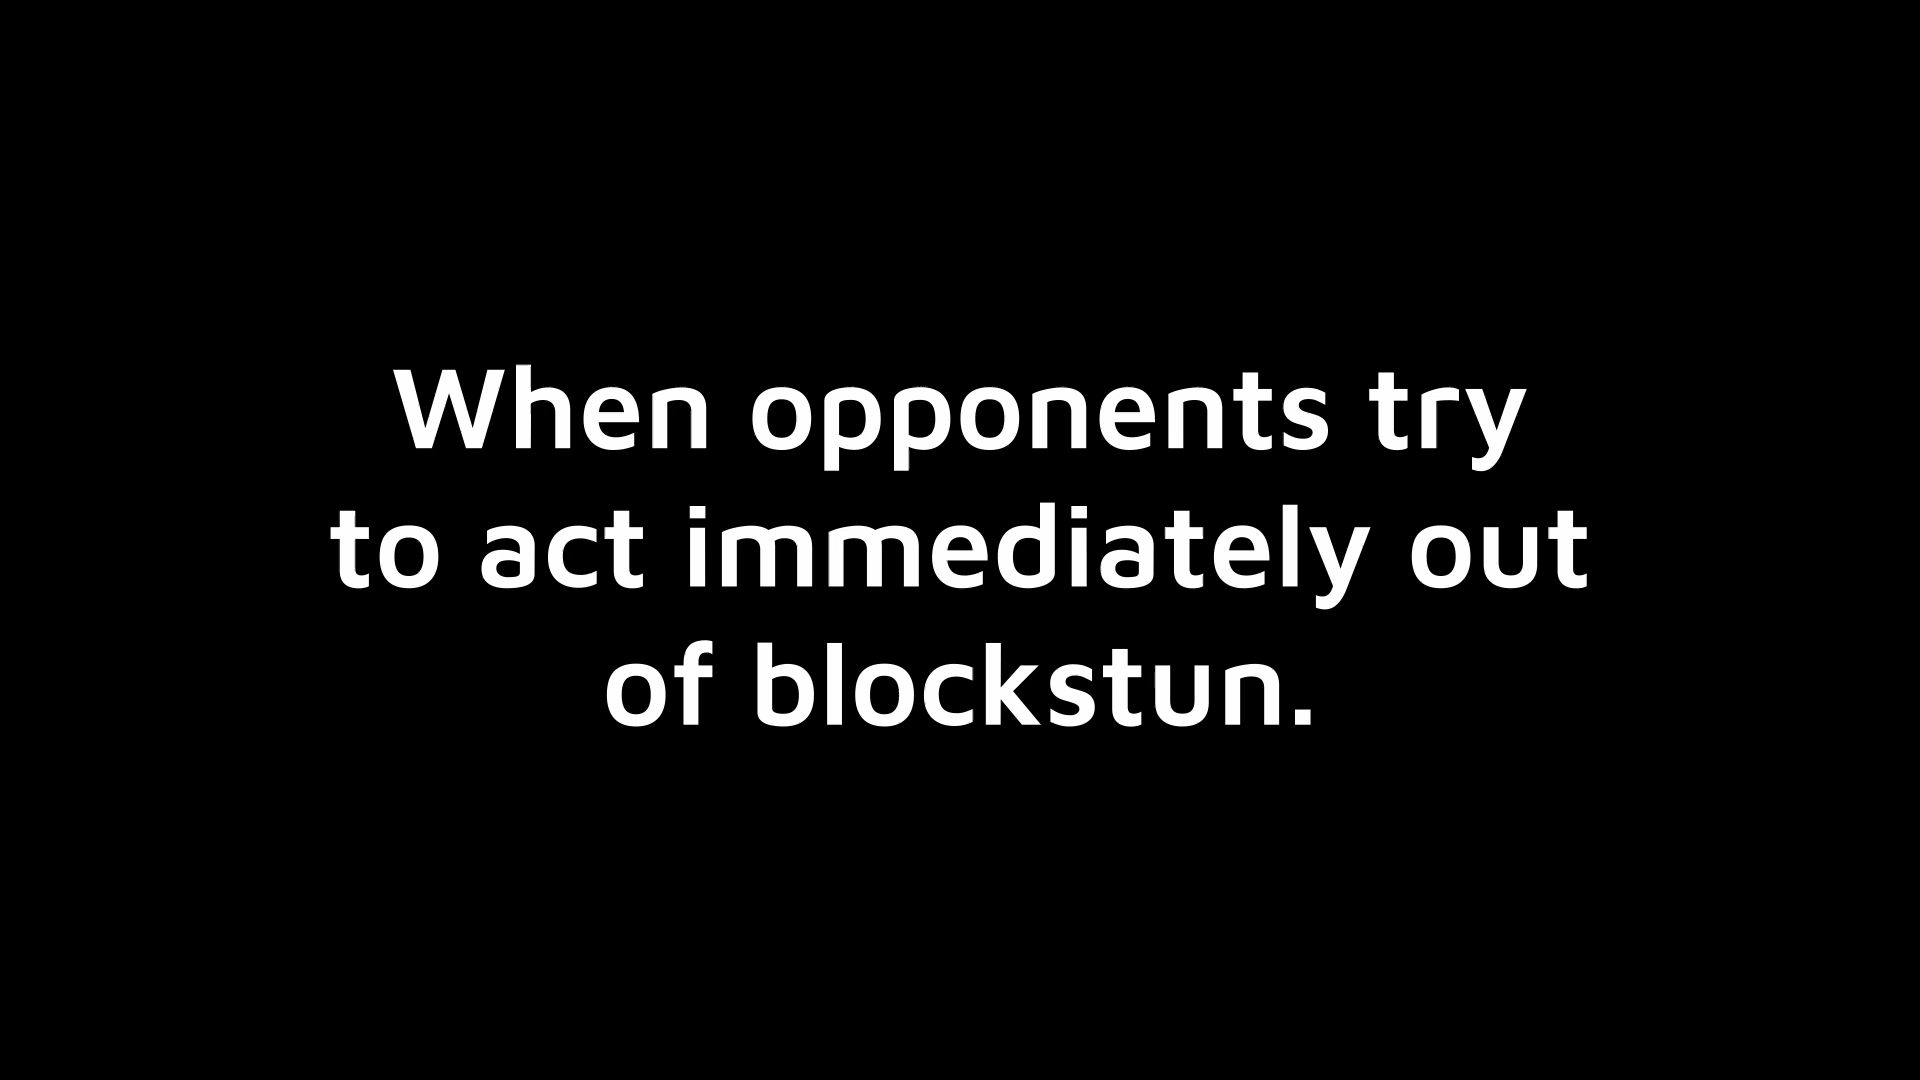 When opponents try
to act immediately out
of blockstun.